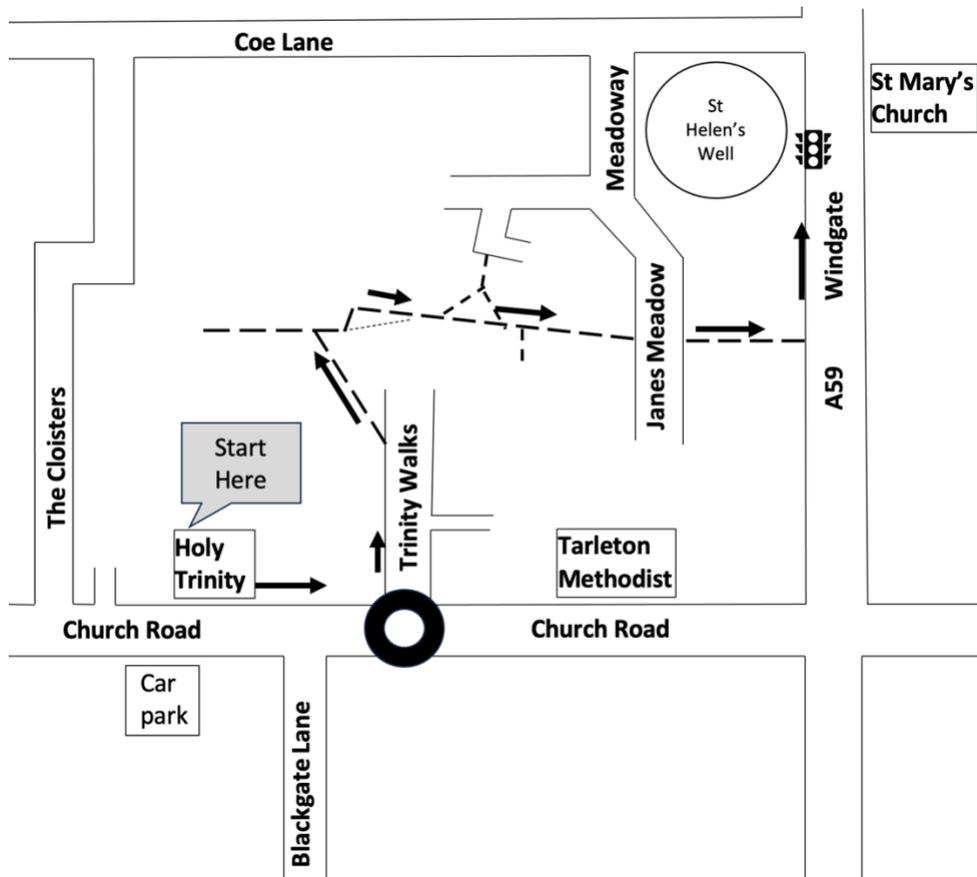 Coe Lane
Meadoway
St
Helen's
Well
St Mary's
Church
Windgate
A59
Janes Meadow
The Cloisters
Start
Here
Trinity Walks
Holy
Trinity
Tarleton
Methodist
Church Road
Church Road
Car
park
Blackgate Lane